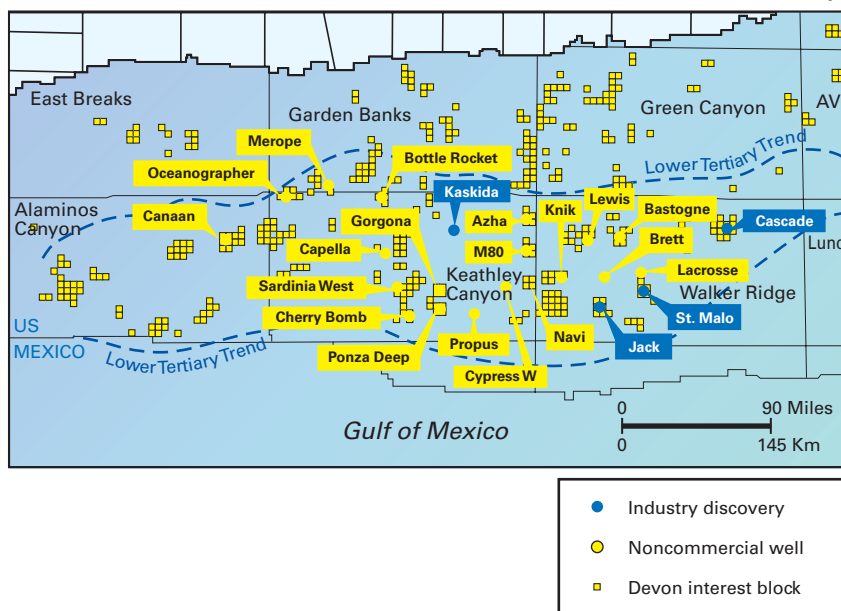 East Breaks
Garden Banks
Green Canyon
AV
Merope
Bottle Rocket
Lower Tertiary Trend
Oceanographer
Kaskida
Lewis
Alaminos
Canyon
Canaan
Gorgona
Azha
Knik
Bastogne
Cascade
Capella
M80
Brett
Lund
Keathley
Canyon
Lacrosse
Sardinia West
Walker Ridge
Cherry Bomb
St. Malo
US
MEXICO
Lower Tertiary Trend
Ponza Deep
Propus
Navi
Jack
Cypress W
0 90 Miles
0 145 Km
Gulf of Mexico
Industry discovery
Noncommercial well
Devon interest block